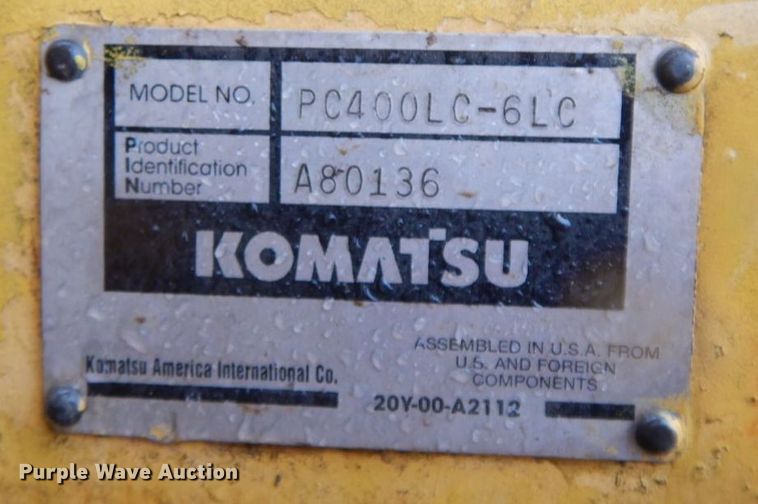 MODEL NO. PC400LC-6LC
Product
Identification
Number
A80136
KOMATSU
Komatsu America International Co.
ASSEMBLED IN U.S.A. FROM
U.S. AND FOREIGN
COMPONENTS
20Y-00-A2112
Purple Wave Auction